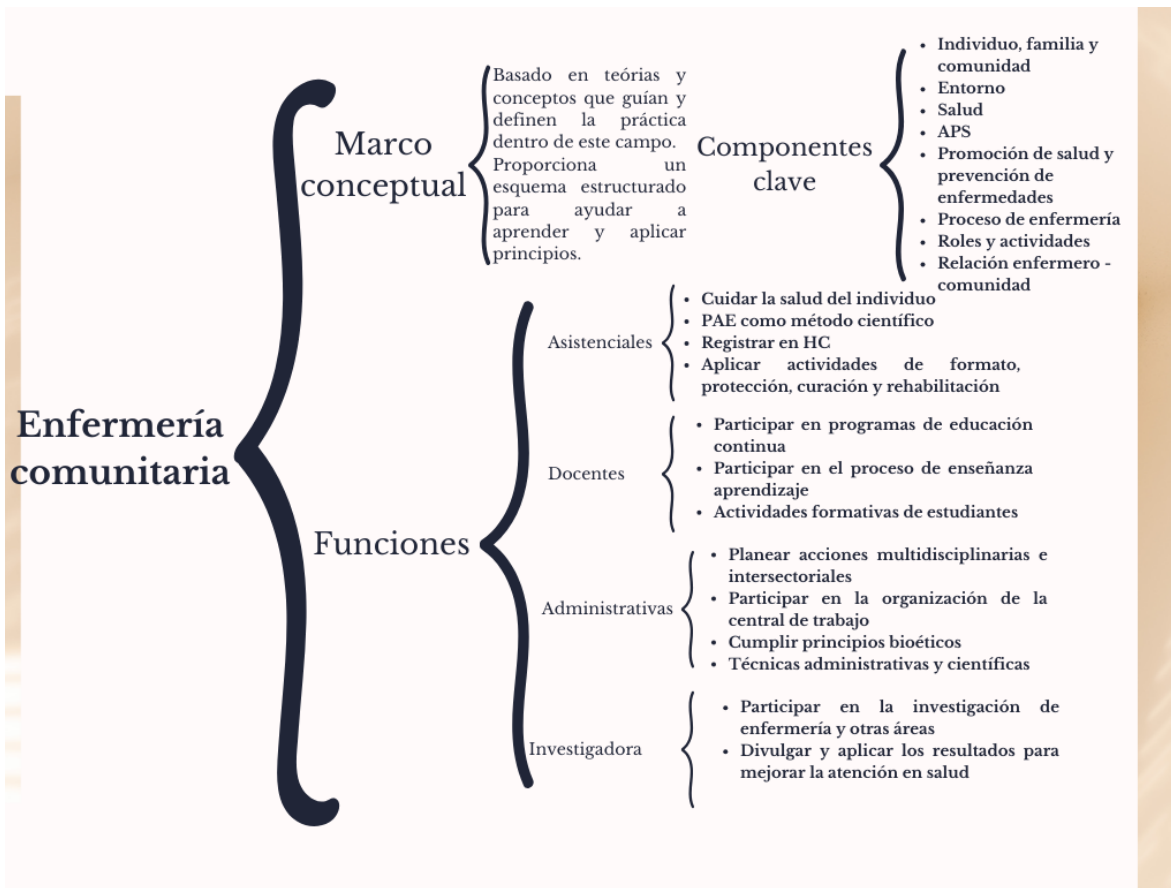 Enfermería
comunitaria
Marco
conceptual
Basado en teórias y
conceptos que guían y
definen la práctica
dentro de este campo.
Proporciona un
esquema estructurado
para ayudar a
aprender y aplicar
principios.
Componentes
clave
• Individuo, familia y
comunidad
• Entorno
• Salud
• APS
• Promoción de salud y
prevención de
enfermedades
• Proceso de enfermería
• Roles y actividades
• Relación enfermero -
comunidad
Funciones
Asistenciales
• Cuidar la salud del individuo
• PAE como método científico
• Registrar en HC
• Aplicar actividades de formato,
protección, curación y rehabilitación
Docentes
• Participar en programas de educación
continua
• Participar en el proceso de enseñanza
aprendizaje
• Actividades formativas de estudiantes
Administrativas
• Planear acciones multidisciplinarias e
intersectoriales
• Participar en la organización de la
central de trabajo
• Cumplir principios bioéticos
• Técnicas administrativas y científicas
Investigadora
• Participar en la investigación de
enfermería y otras áreas
• Divulgar y aplicar los resultados para
mejorar la atención en salud